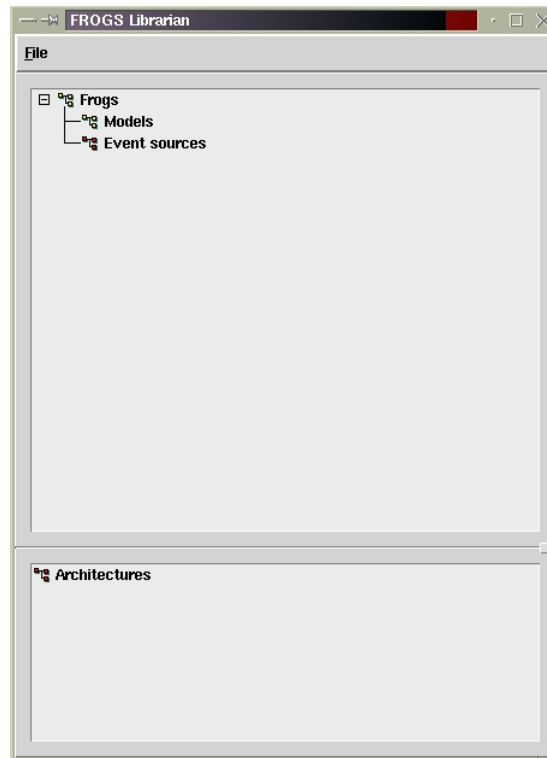 FROGS Librarian
File
Frogs
Models
Event sources
Architectures